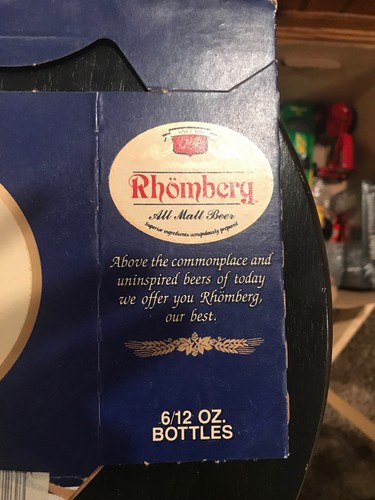 Rhömberg
All Malt Beer
Superior ingredients-scrupulously prepared
Above the commonplace and
uninspired beers of today
we offer you Rhömberg,
our best.
6/12 OZ.
BOTTLES